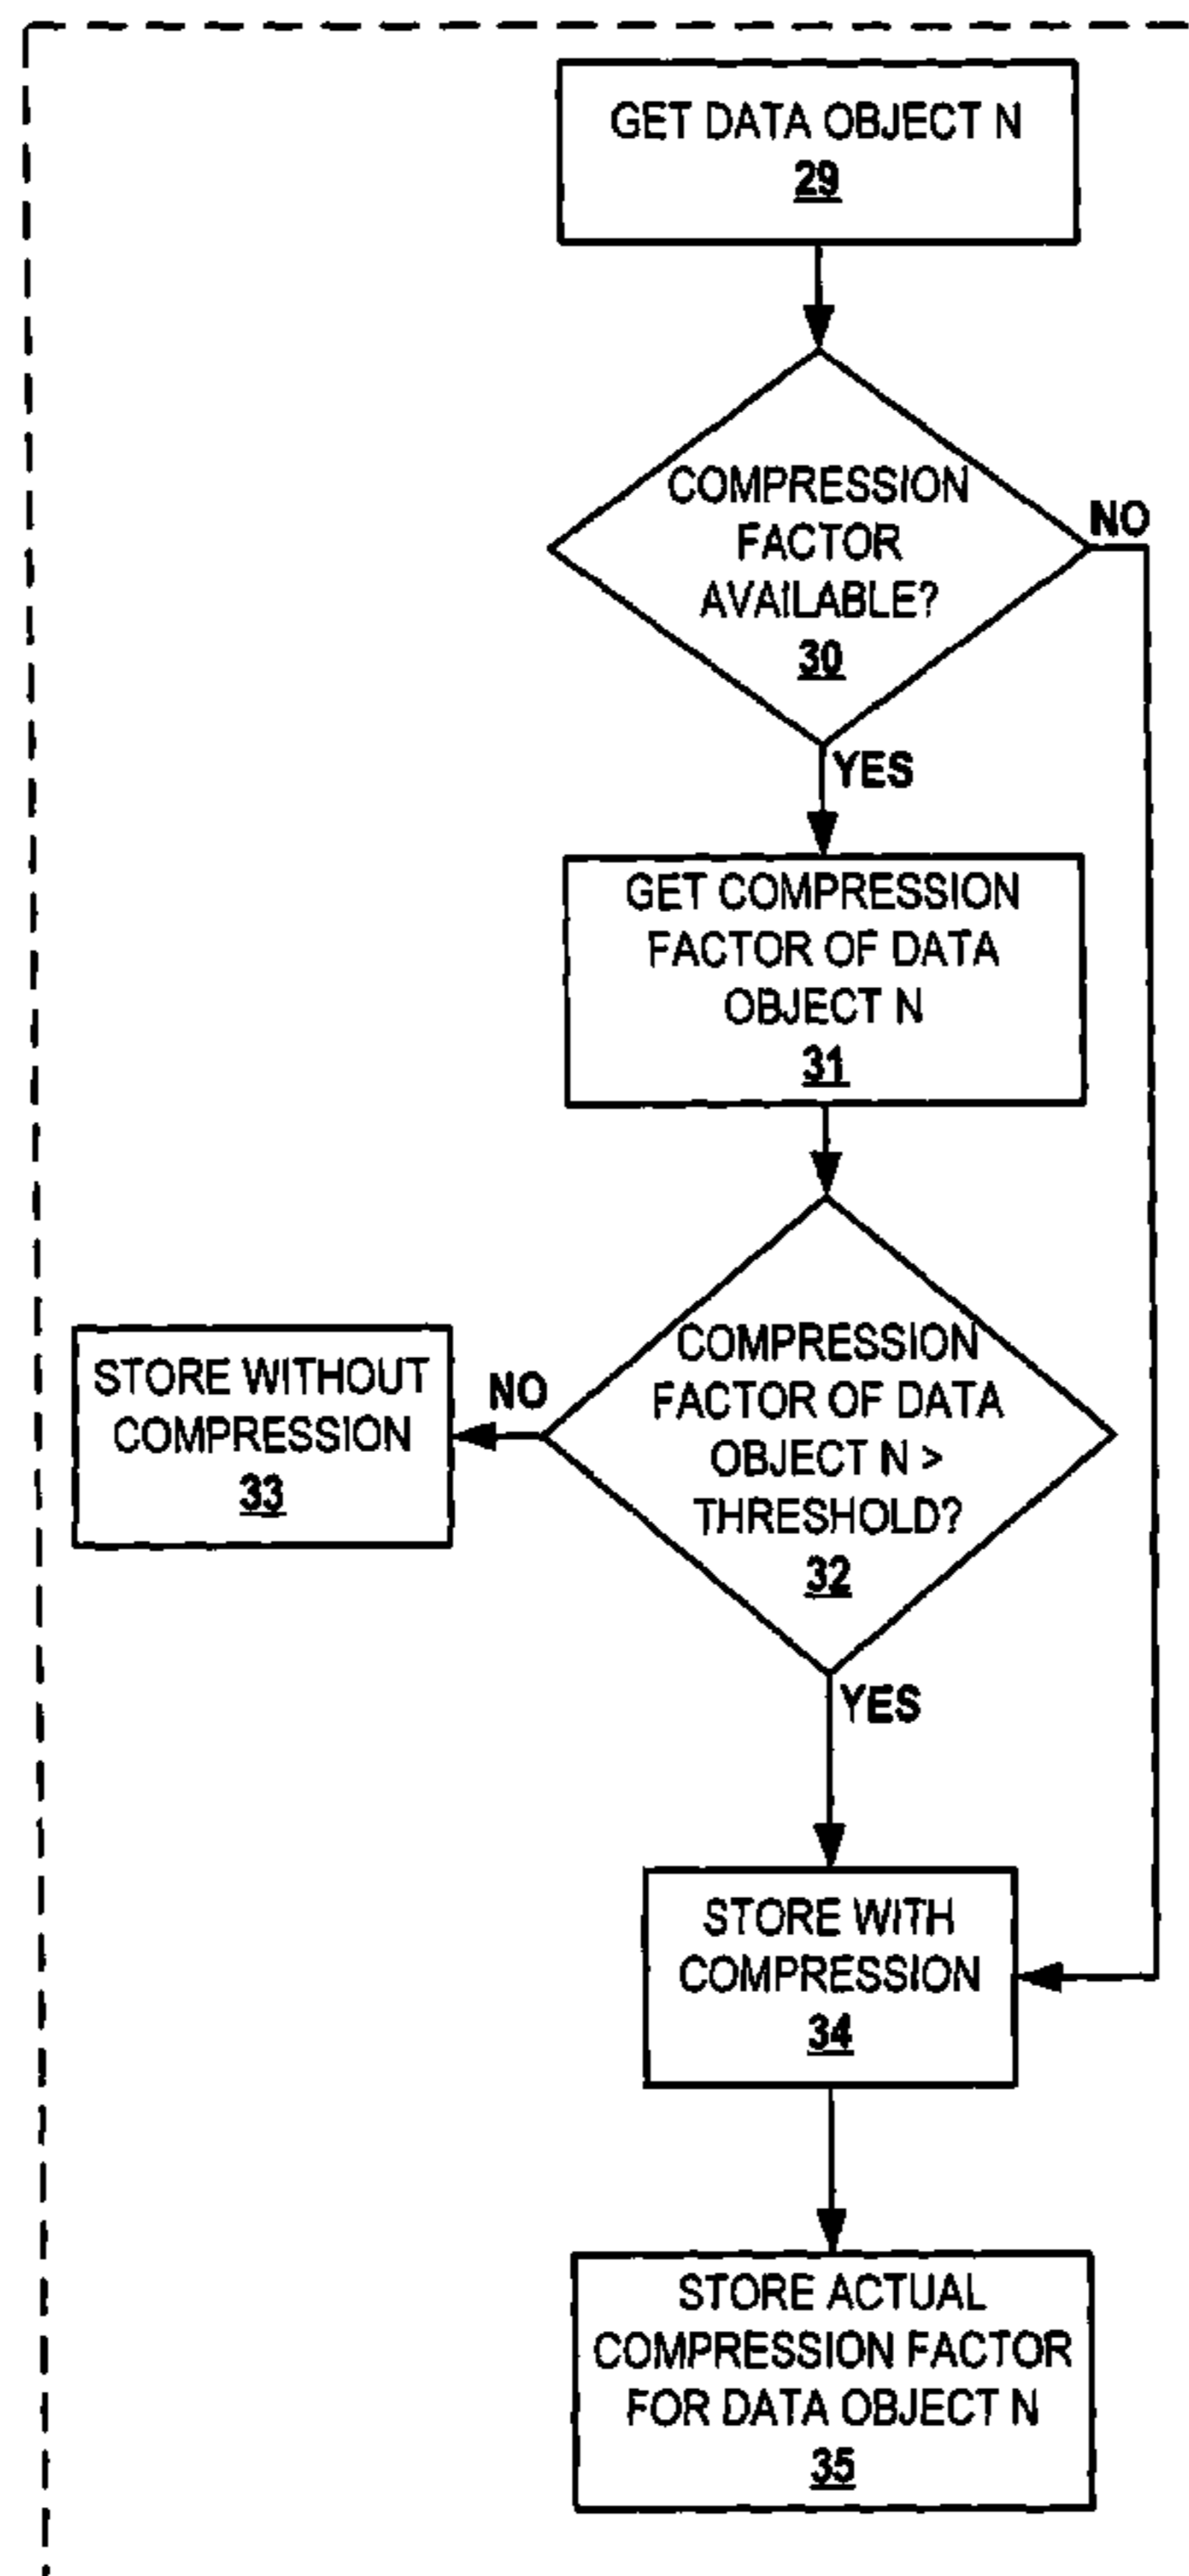 GET DATA OBJECT N
29
COMPRESSION
FACTOR
AVAILABLE?
30
NO
YES
GET COMPRESSION
FACTOR OF DATA
OBJECT N
31
COMPRESSION
FACTOR OF DATA
OBJECT N >
THRESHOLD?
32
NO
STORE WITHOUT
COMPRESSION
33
YES
STORE WITH
COMPRESSION
34
STORE ACTUAL
COMPRESSION FACTOR
FOR DATA OBJECT N
35